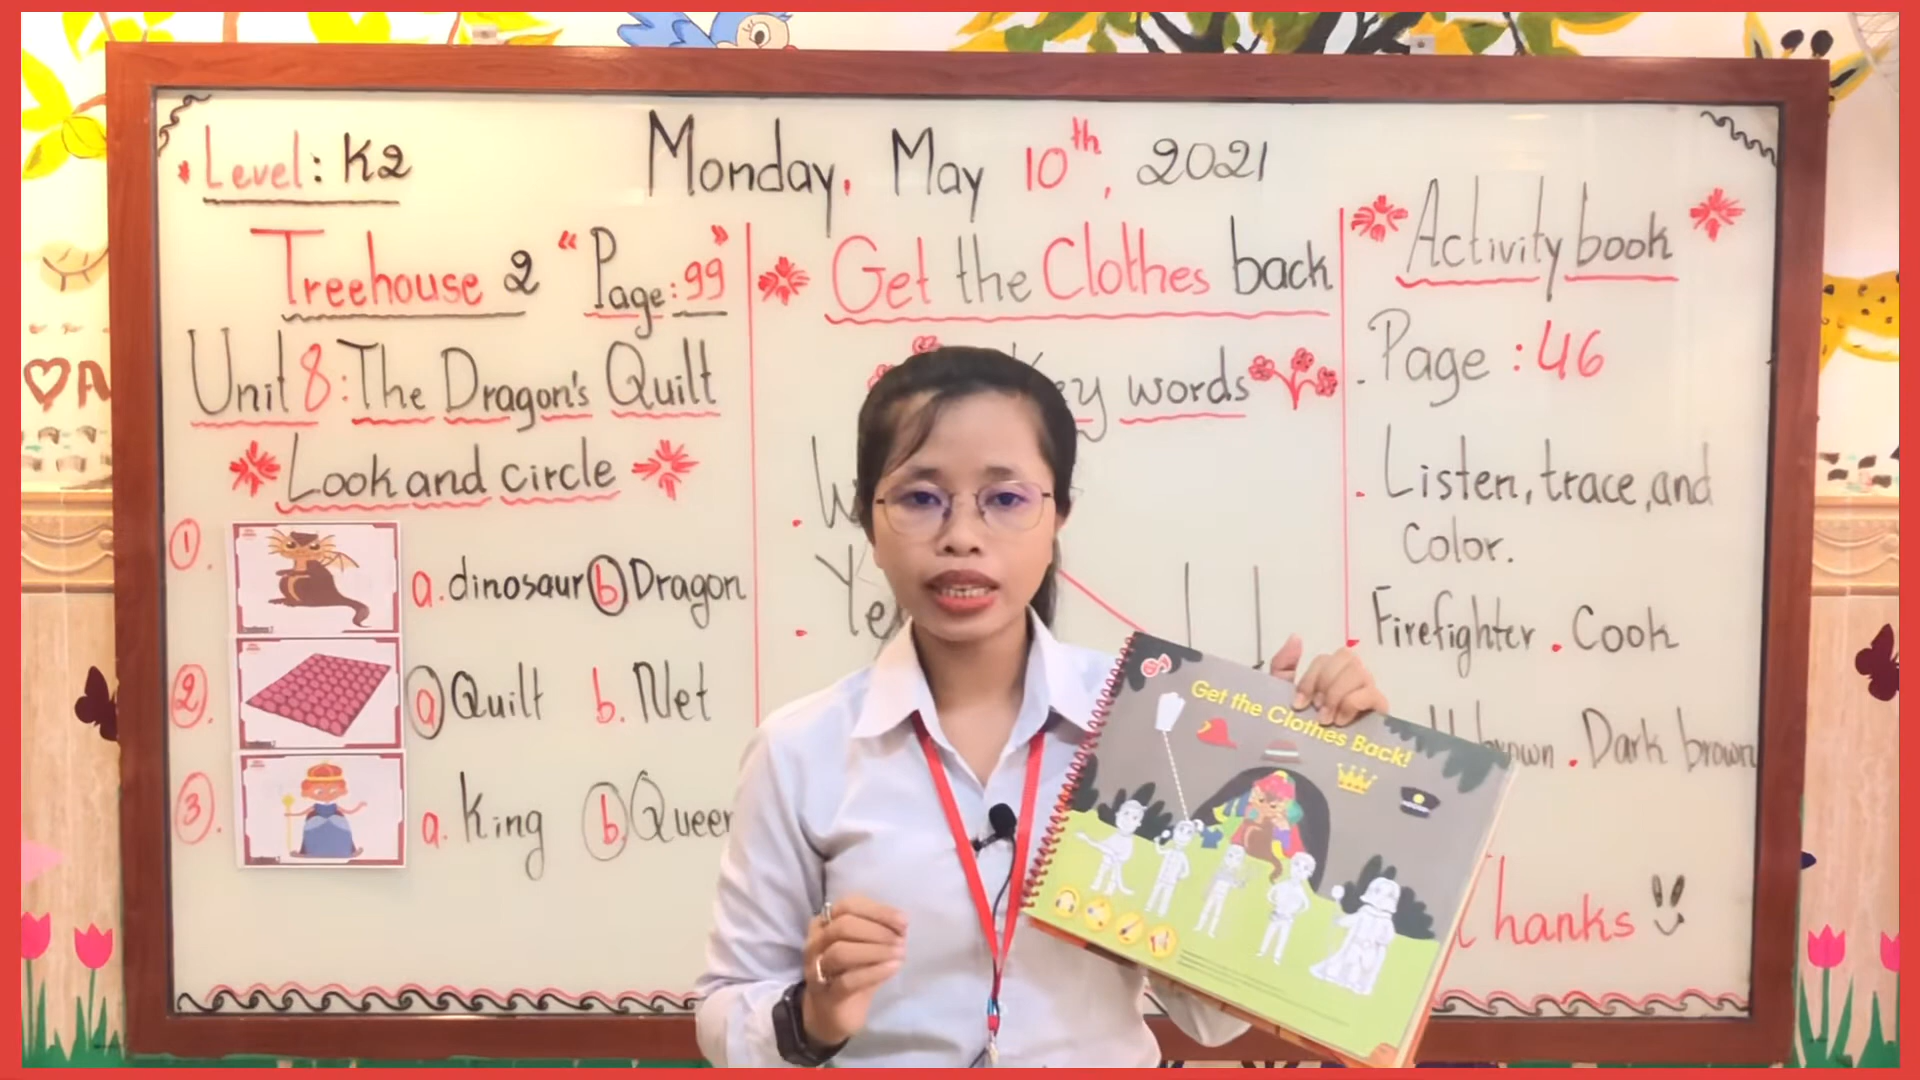 Level: K2
Monday, May 10th, 2021
Treehouse 2 "Page: 99"
Unit 8: The Dragon's Quilt
Look and circle
1. a. dinosaur b Dragon
2. a Quilt b. Net
3. a. King b. Queen
Get the Clothes back
words
Activity book
. Page : 46
. Listen, trace, and
Color.
. Firefighter . Cook
brown . Dark brown
Thanks
Get the Clothes Back!